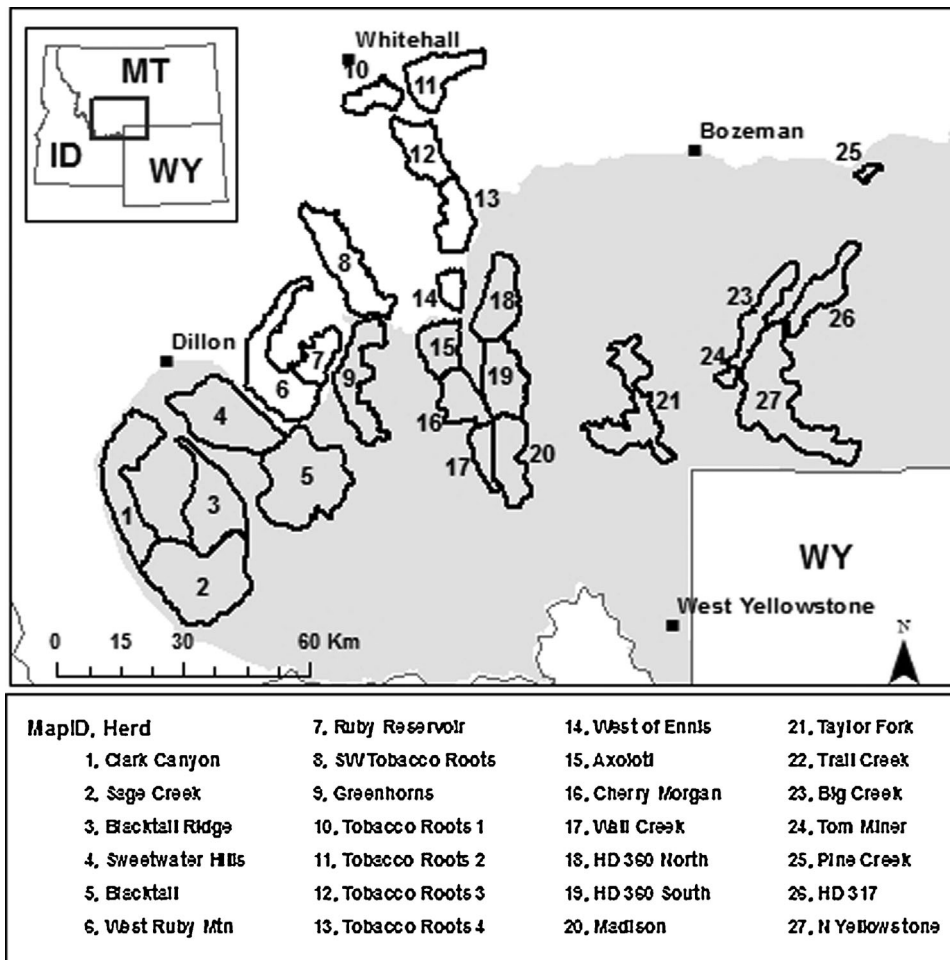 MT
ID
WY
Whitehall
10
11
12
Bozeman
25
13
8
14
18
23
26
Dillon
15
7
9
19
24
6
4
16
21
27
5
17
20
1
3
2
WY
West Yellowstone
N
0 15 30 60 Km
MapID, Herd
1. Clark Canyon
2. Sage Creek
3. Blacktail Ridge
4. Sweetwater Hills
5. Blacktail
6. West Ruby Mtn
7. Ruby Reservoir
8. SW Tobacco Roots
9. Greenhorns
10. Tobacco Roots 1
11. Tobacco Roots 2
12. Tobacco Roots 3
13. Tobacco Roots 4
14. West of Ennis
15. Axolotl
16. Cherry Morgan
17. Wall Creek
18. HD 360 North
19. HD 360 South
20. Madison
21. Taylor Fork
22. Trail Creek
23. Big Creek
24. Tom Miner
25. Pine Creek
26. HD 317
27. N Yellowstone